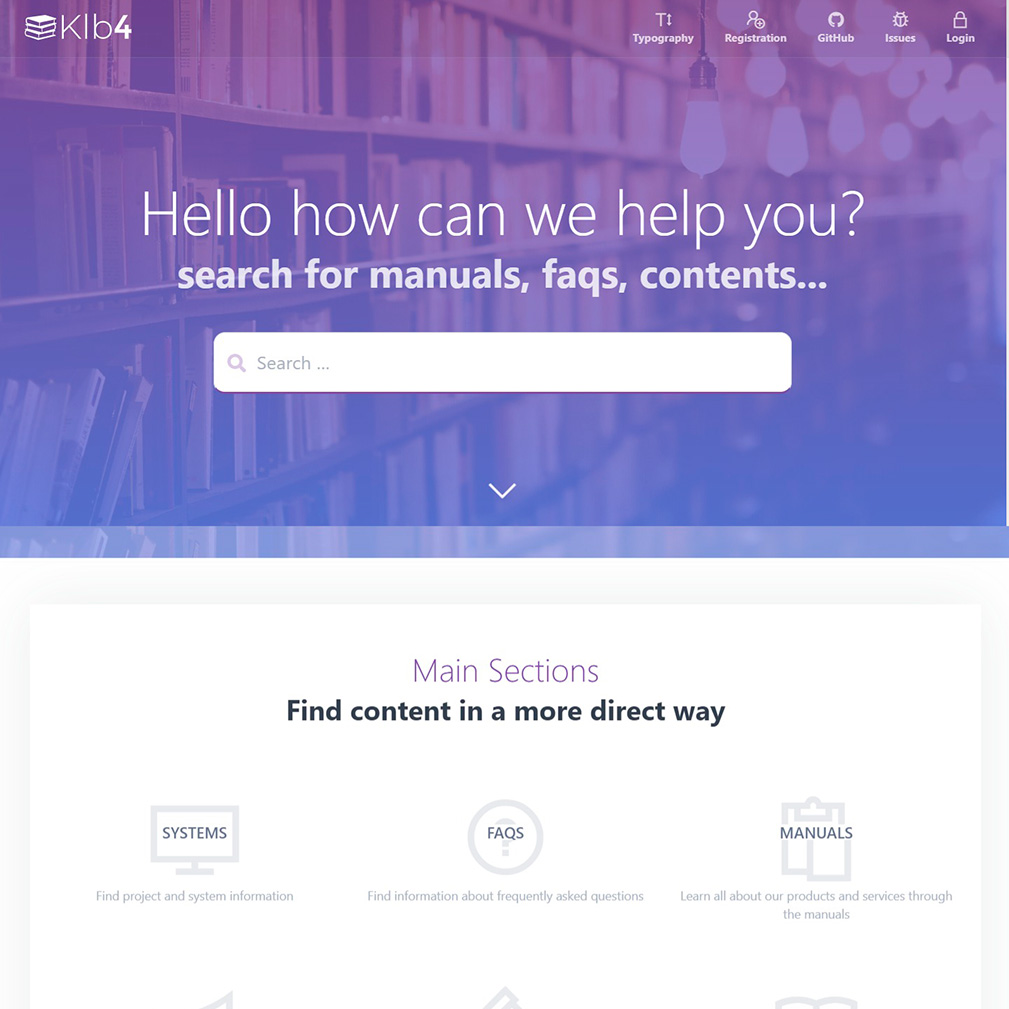 Klb4
Typography
Registration
GitHub
Issues
Login
Hello how can we help you?
search for manuals, faqs, contents...
Search ...
Main Sections
Find content in a more direct way
SYSTEMS
Find project and system information
FAQS
Find information about frequently asked questions
MANUALS
Learn all about our products and services through
the manuals